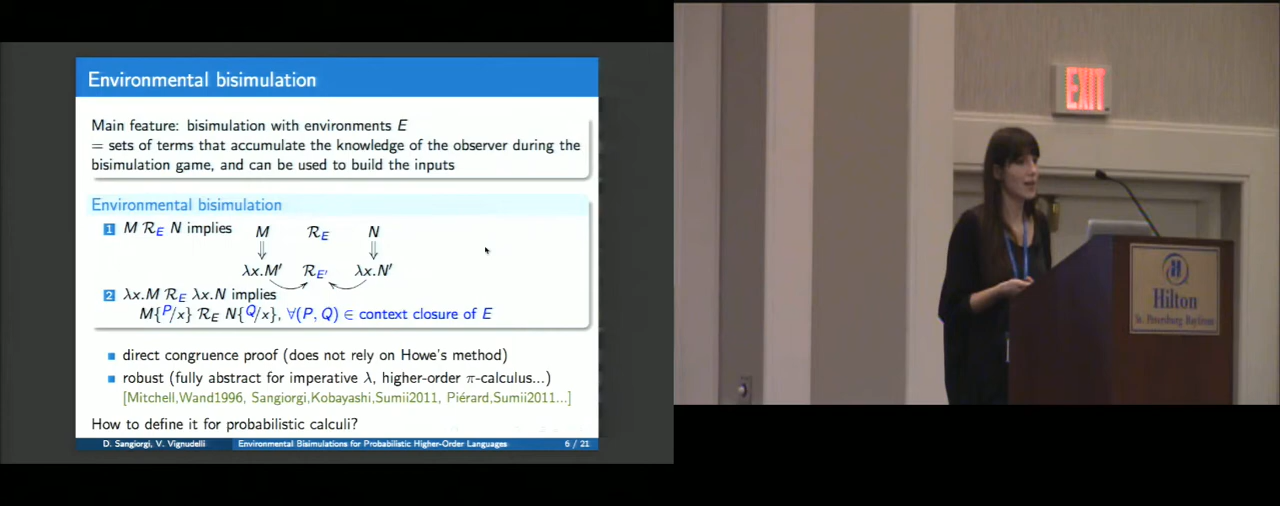 Environmental bisimulation
Main feature: bisimulation with environments E
= sets of terms that accumulate the knowledge of the observer during the
bisimulation game, and can be used to build the inputs
Environmental bisimulation
1 M R_E N implies
M R_E N
⇓ ⇓
λx.M′ R_E′ λx.N′
2 λx.M R_E λx.N implies
M{P/x} R_E N{Q/x}, ∀(P, Q) ∈ context closure of E
direct congruence proof (does not rely on Howe's method)
robust (fully abstract for imperative λ, higher-order π-calculus...)
[Mitchell,Wand1996, Sangiorgi,Kobayashi,Sumii2011, Piérard,Sumii2011...]
How to define it for probabilistic calculi?
D. Sangiorgi, V. Vignudelli Environmental Bisimulations for Probabilistic Higher-Order Languages 6 / 21
EXIT
Hilton
St. Petersburg Bayfront